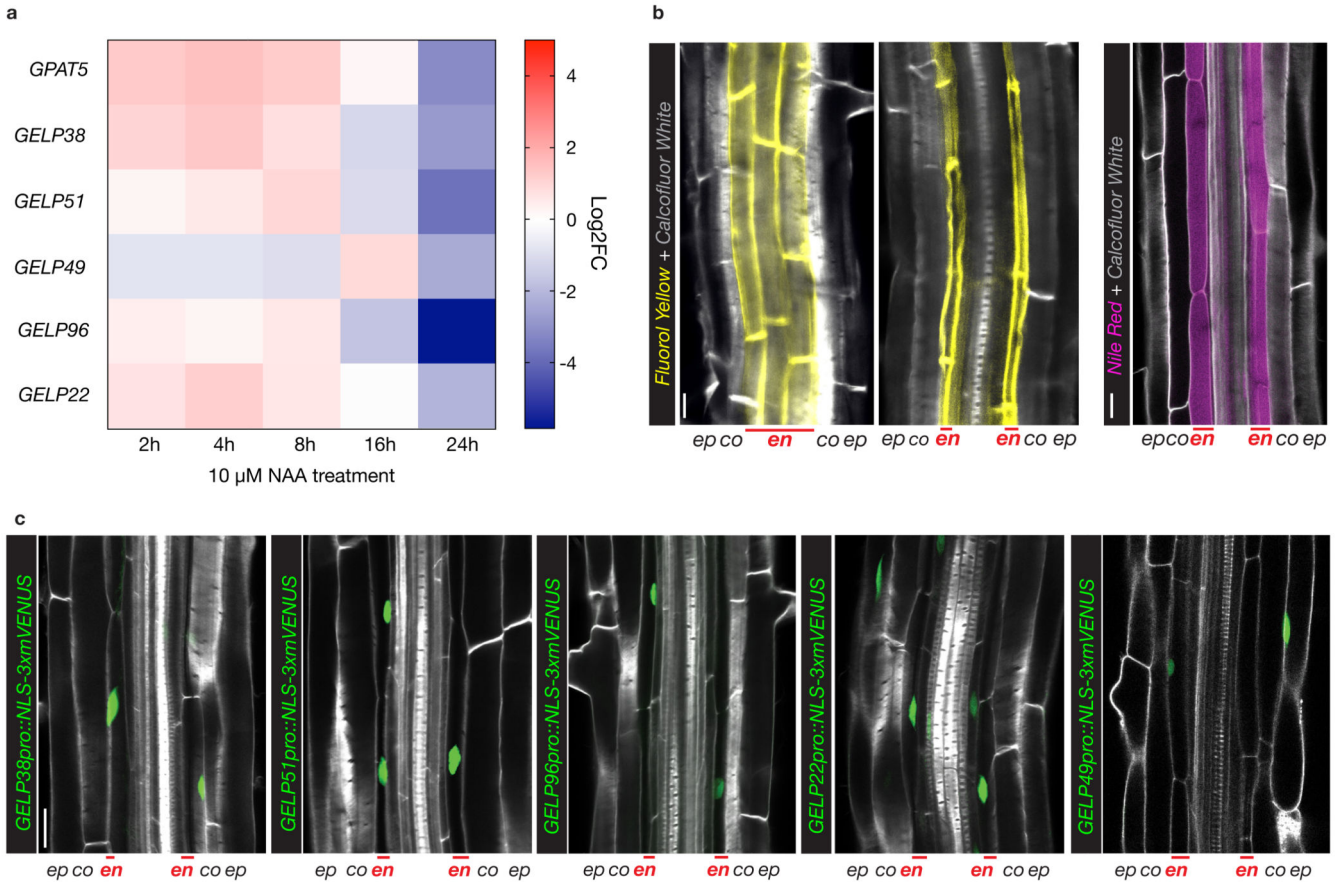 a
GPAT5
GELP38
GELP51
GELP49
GELP96
GELP22
2h 4h 8h 16h 24h
10 µM NAA treatment
4
2
0
-2
-4
Log2FC
b
Fluorol Yellow + Calcofluor White
ep co en co ep
ep co en en co ep
Nile Red + Calcofluor White
ep co en en co ep
c
GELP38pro::NLS-3xmVENUS
ep co en en co ep
GELP51pro::NLS-3xmVENUS
ep co en en co ep
GELP96pro::NLS-3xmVENUS
ep co en en co ep
GELP22pro::NLS-3xmVENUS
ep co en en co ep
GELP49pro::NLS-3xmVENUS
ep co en en co ep